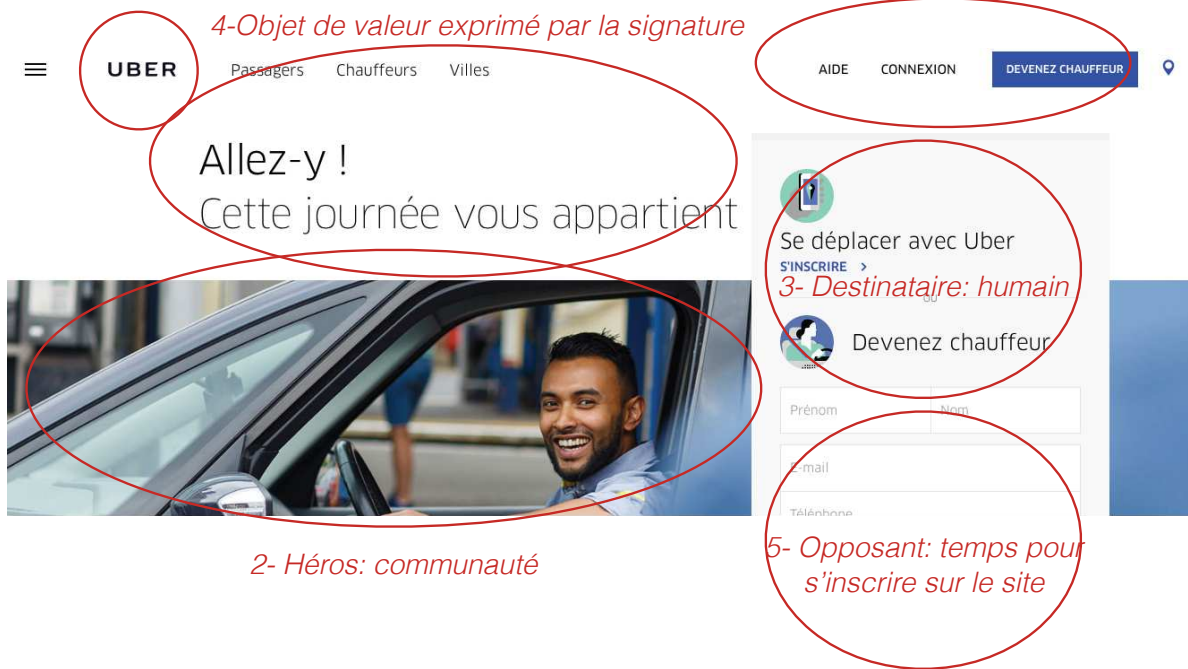 4-Objet de valeur exprimé par la signature
UBER Passagers Chauffeurs Villes AIDE CONNEXION DEVENEZ CHAUFFEUR
Allez-y !
Cette journée vous appartient
Se déplacer avec Uber
S'INSCRIRE >
3- Destinataire: humain
ou
Devenez chauffeur
Prénom Nom
E-mail
Téléphone
2- Héros: communauté
5- Opposant: temps pour
s'inscrire sur le site